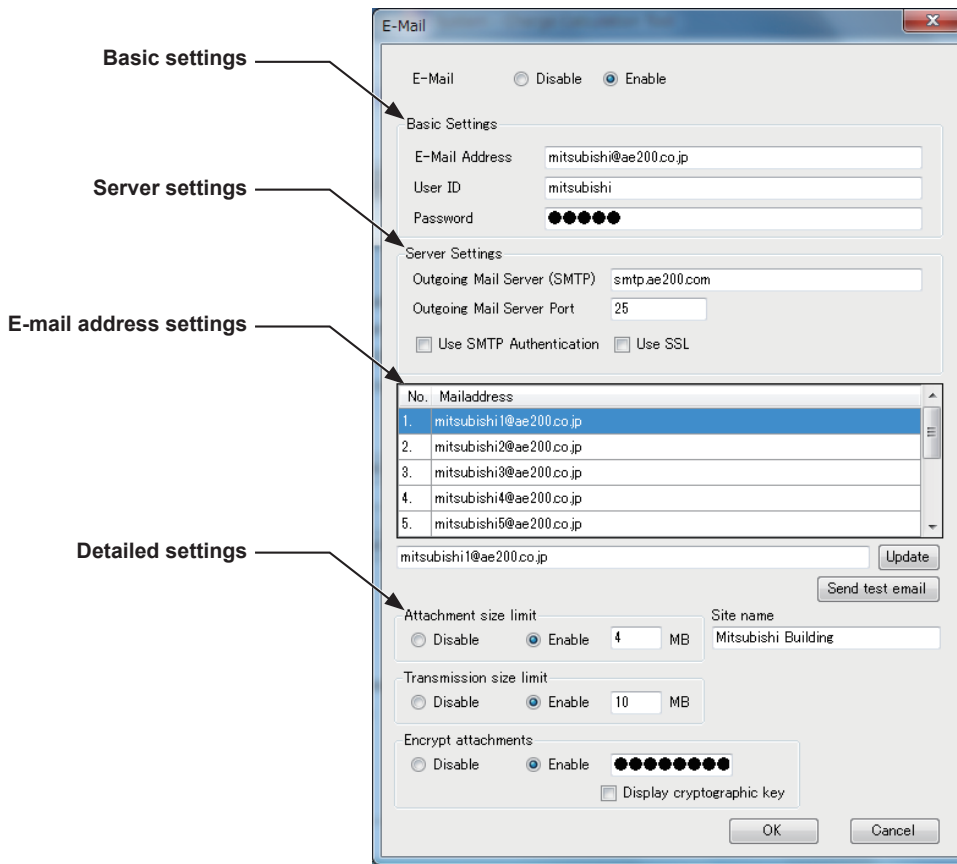 E-Mail
Basic settings
E-Mail Disable Enable
Basic Settings
E-Mail Address mitsubishi@ae200.co.jp
Server settings
User ID mitsubishi
Password ●●●●●
Server Settings
Outgoing Mail Server (SMTP) smtp.ae200.com
Outgoing Mail Server Port 25
E-mail address settings
Use SMTP Authentication Use SSL
No. Mailaddress
1. mitsubishi1@ae200.co.jp
2. mitsubishi2@ae200.co.jp
3. mitsubishi3@ae200.co.jp
4. mitsubishi4@ae200.co.jp
5. mitsubishi5@ae200.co.jp
Detailed settings
mitsubishi1@ae200.co.jp Update
Send test email
Attachment size limit Site name
Disable Enable 4 MB Mitsubishi Building
Transmission size limit
Disable Enable 10 MB
Encrypt attachments
Disable Enable ●●●●●●●●
Display cryptographic key
OK Cancel